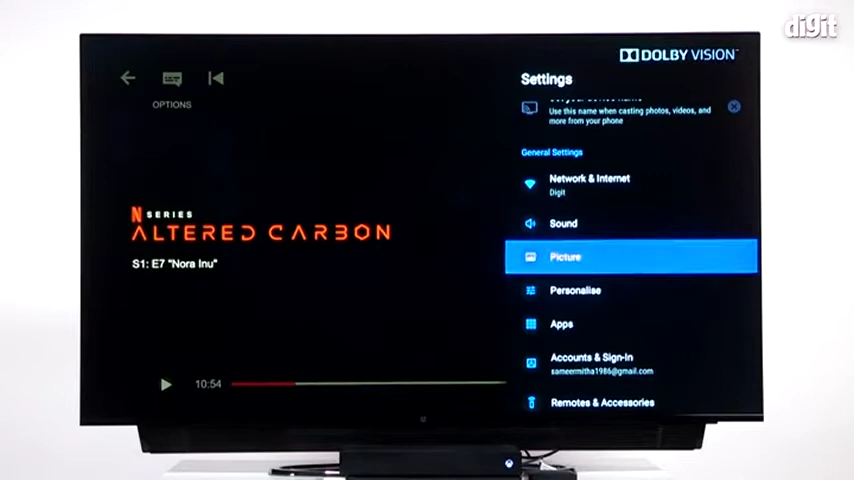 digit
DOLBY VISION
Settings
OPTIONS
Use this name when casting photos, videos, and
more from your phone
General Settings
Network & Internet
Digit
Sound
N SERIES
ALTERED CARBON
S1: E7 "Nora Inu"
Picture
Personalise
Apps
Accounts & Sign-In
sameermitha1986@gmail.com
10:54
Remotes & Accessories